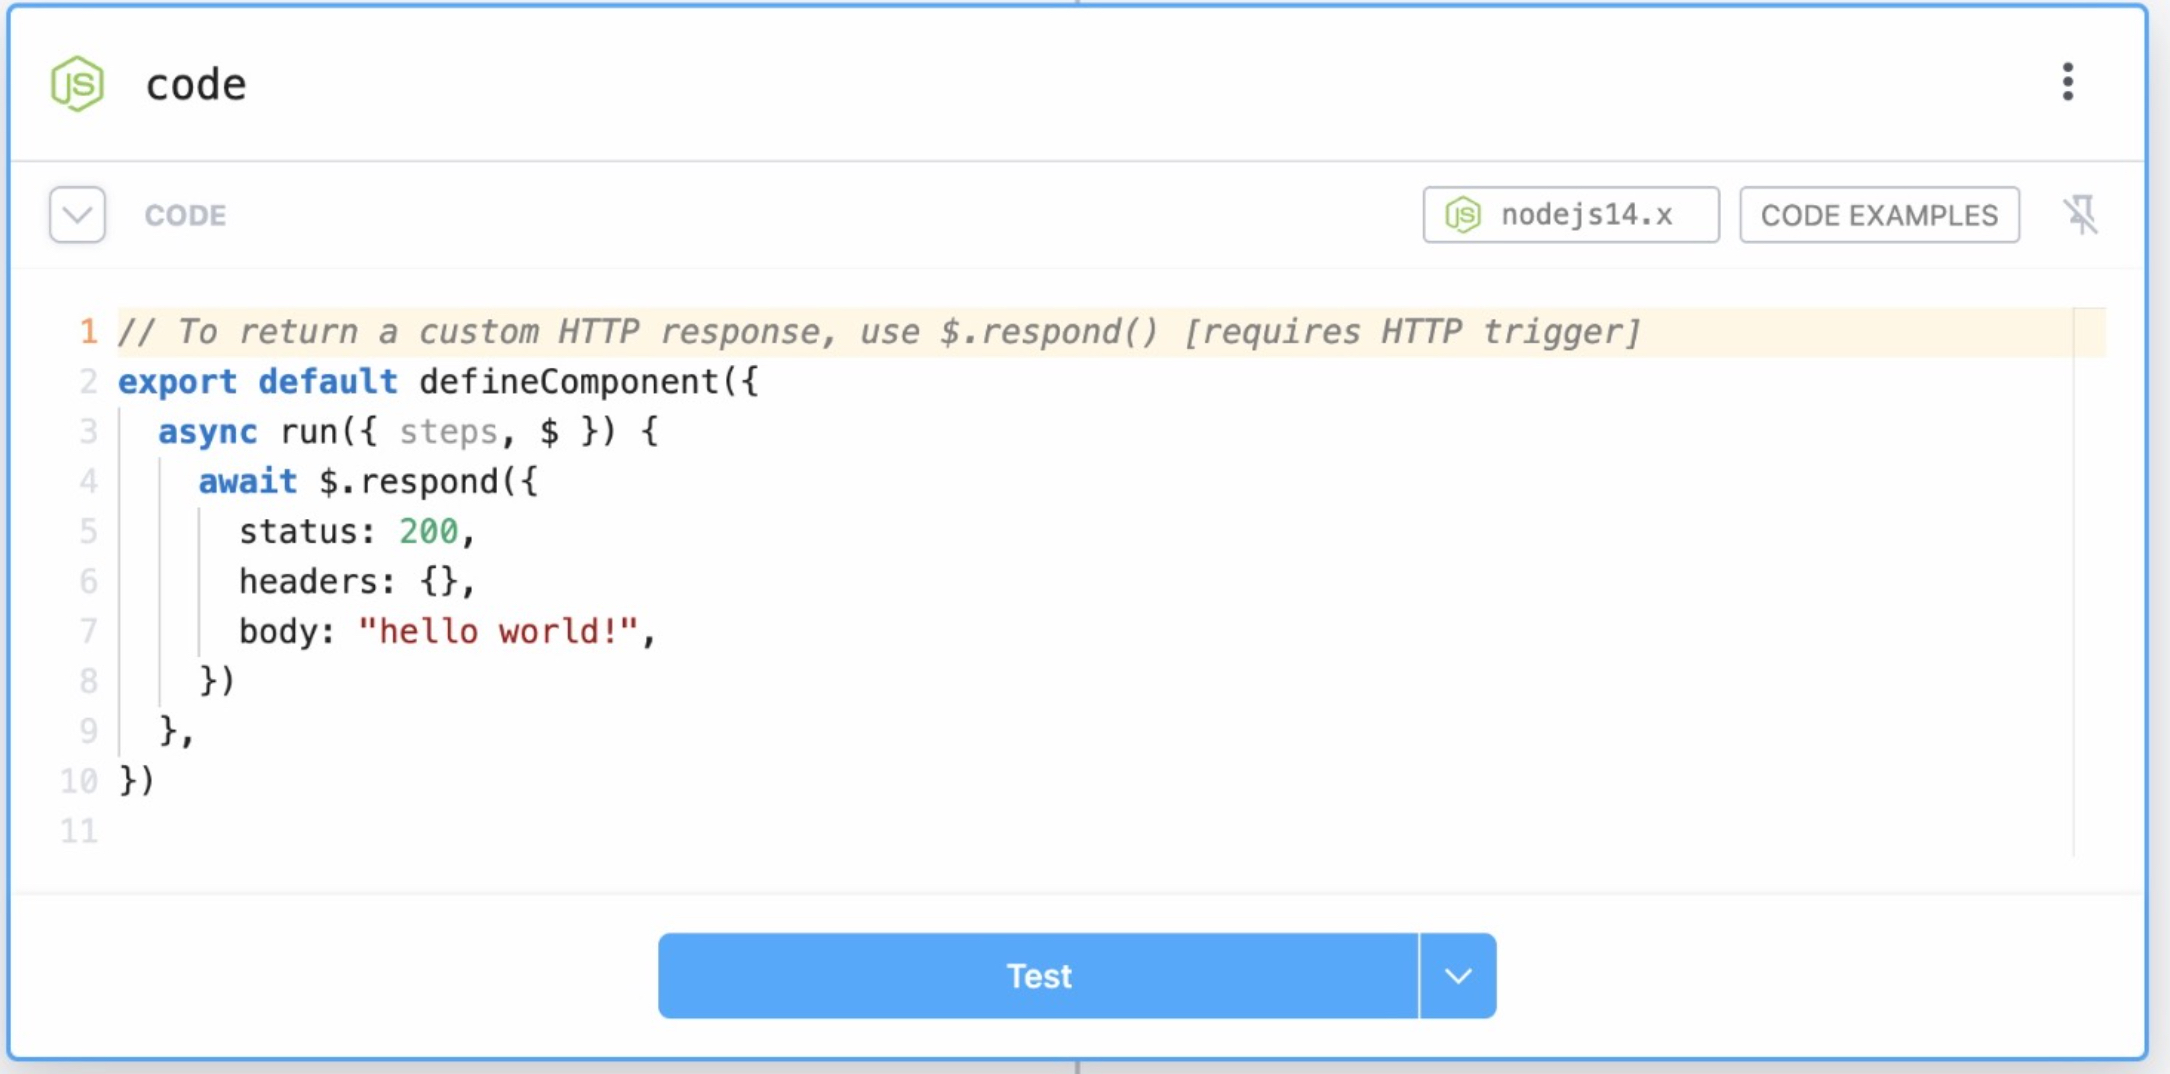 JS code
CODE JS nodejs14.x CODE EXAMPLES
1 // To return a custom HTTP response, use $.respond() [requires HTTP trigger]
2 export default defineComponent({
3   async run({ steps, $ }) {
4     await $.respond({
5       status: 200,
6       headers: {},
7       body: "hello world!",
8     })
9   },
10 })
11
Test